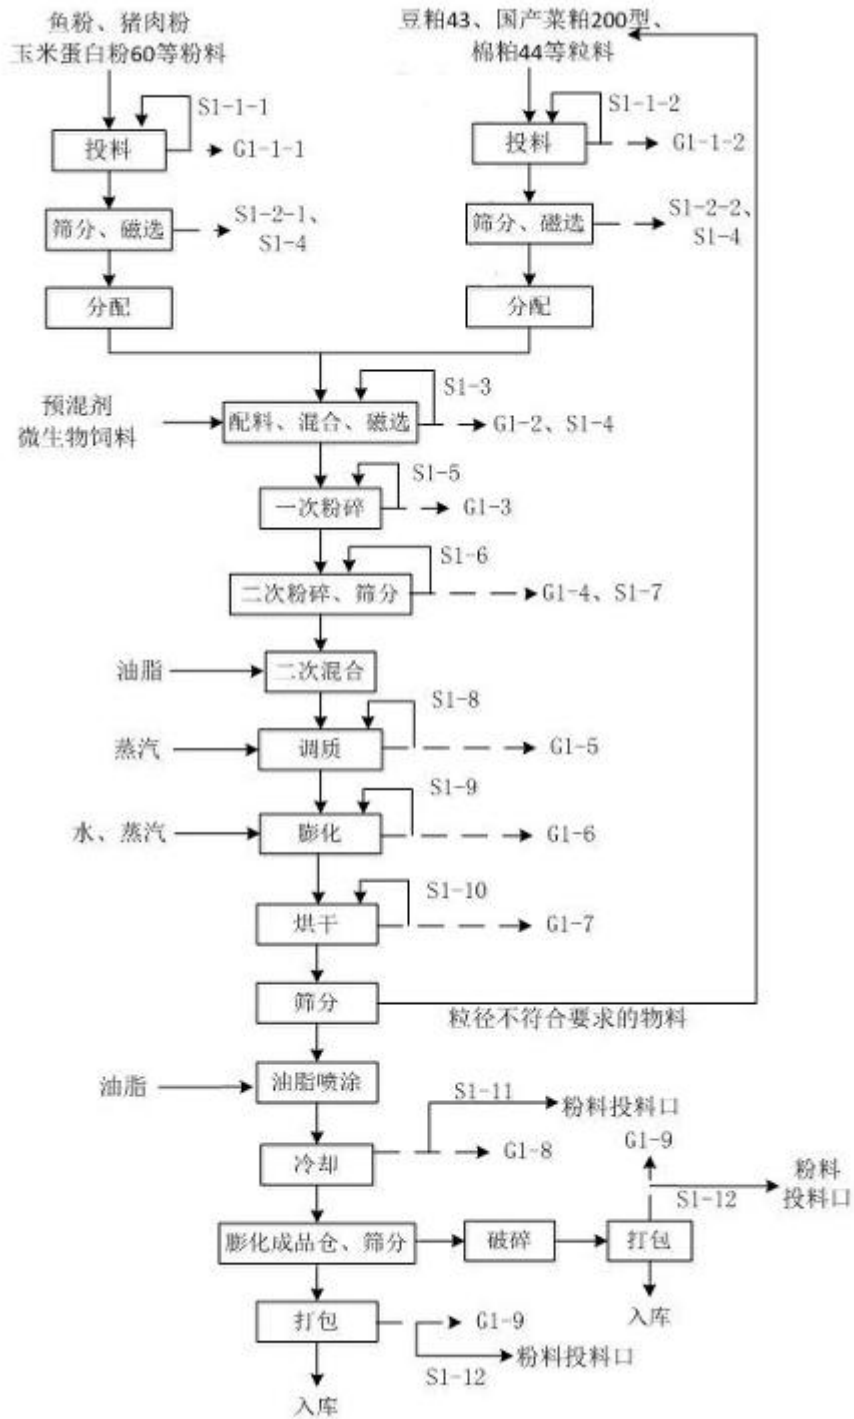 鱼粉、猪肉粉
玉米蛋白粉60等粉料
豆粕43、国产菜粕200型、
棉粕44等粒料
S1-1-1
投料
G1-1-1
S1-1-2
投料
G1-1-2
筛分、磁选
S1-2-1、
S1-4
筛分、磁选
S1-2-2、
S1-4
分配
分配
预混剂
微生物饲料
S1-3
配料、混合、磁选
G1-2、S1-4
S1-5
一次粉碎
G1-3
S1-6
二次粉碎、筛分
G1-4、S1-7
油脂
二次混合
S1-8
蒸汽
调质
G1-5
S1-9
水、蒸汽
膨化
G1-6
S1-10
烘干
G1-7
筛分
粒径不符合要求的物料
油脂
油脂喷涂
S1-11
粉料投料口
冷却
G1-8
G1-9
粉料
投料口
S1-12
膨化成品仓、筛分
破碎
打包
入库
打包
G1-9
粉料投料口
S1-12
入库